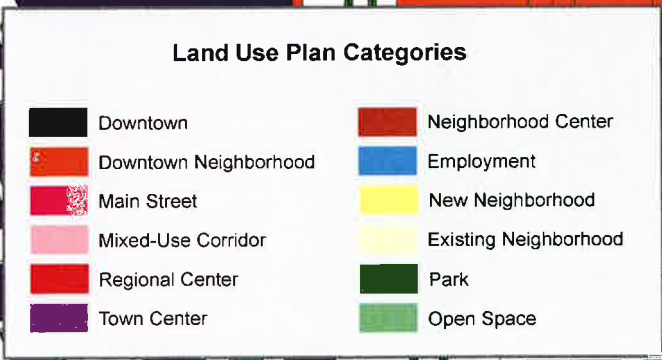 Land Use Plan Categories
Downtown
Downtown Neighborhood
Main Street
Mixed-Use Corridor
Regional Center
Town Center
Neighborhood Center
Employment
New Neighborhood
Existing Neighborhood
Park
Open Space